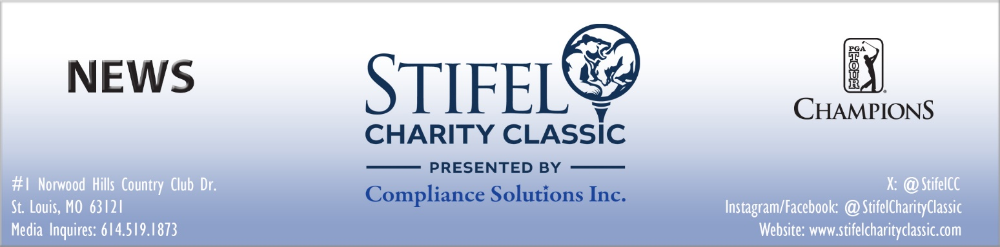 NEWS
STIFEL
CHARITY CLASSIC
PRESENTED BY
Compliance Solutions Inc.
PGA
TOUR
®
CHAMPIONS
#1 Norwood Hills Country Club Dr.
St. Louis, MO 63121
Media Inquires: 614.519.1873
X: @StifelCC
Instagram/Facebook: @StifelCharityClassic
Website: www.stifelcharityclassic.com